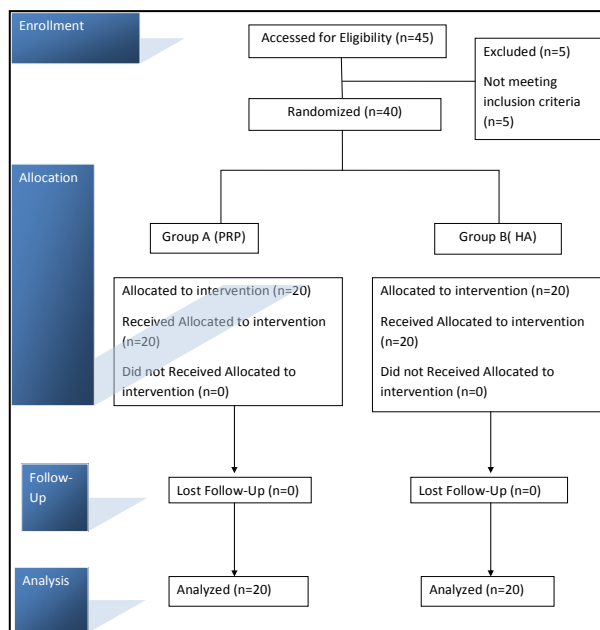 Enrollment
Accessed for Eligibility (n=45)
Excluded (n=5)
Not meeting
inclusion criteria
(n=5)
Randomized (n=40)
Allocation
Group A (PRP)
Group B( HA)
Allocated to intervention (n=20)
Received Allocated to intervention
(n=20)
Did not Received Allocated to
intervention (n=0)
Allocated to intervention (n=20)
Received Allocated to intervention
(n=20)
Did not Received Allocated to
intervention (n=0)
Follow-
Up
Lost Follow-Up (n=0)
Lost Follow-Up (n=0)
Analysis
Analyzed (n=20)
Analyzed (n=20)